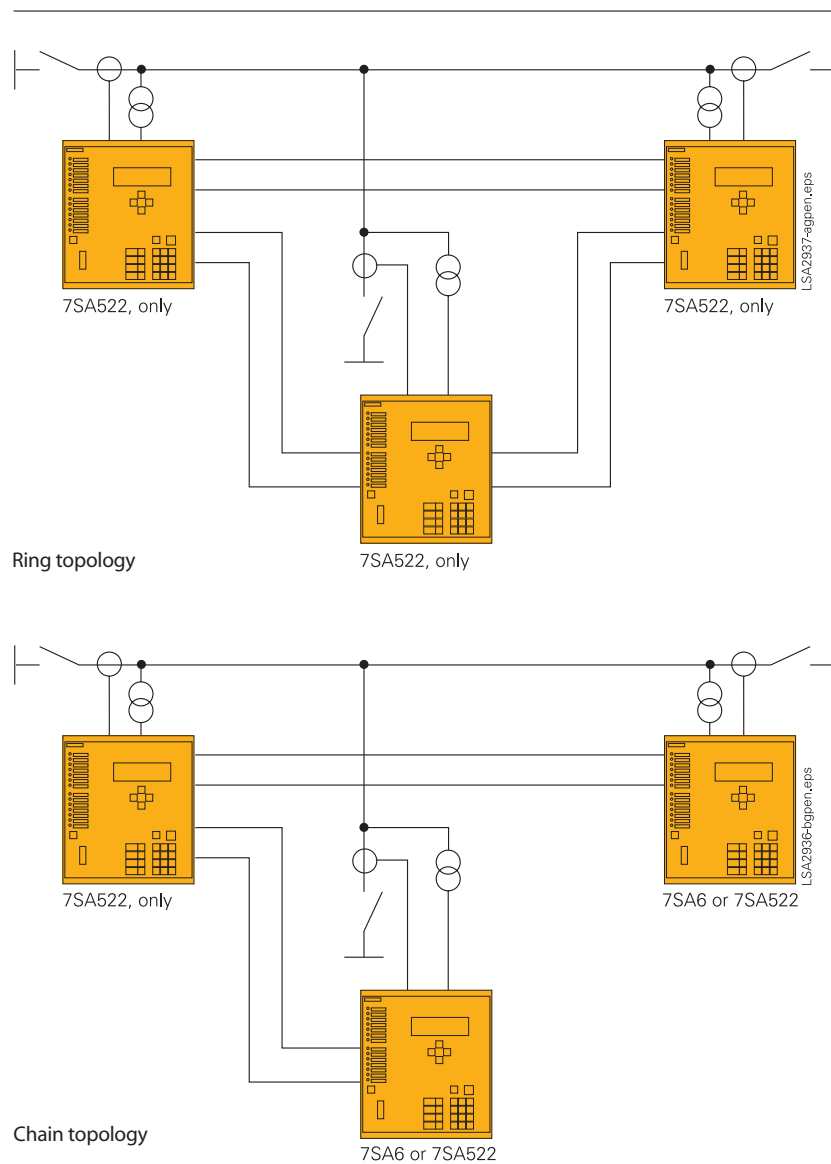 7SA522, only
7SA522, only
LSA2937-agpen.eps
7SA522, only
Ring topology
7SA522, only
7SA6 or 7SA522
LSA2936-bgpen.eps
7SA6 or 7SA522
Chain topology